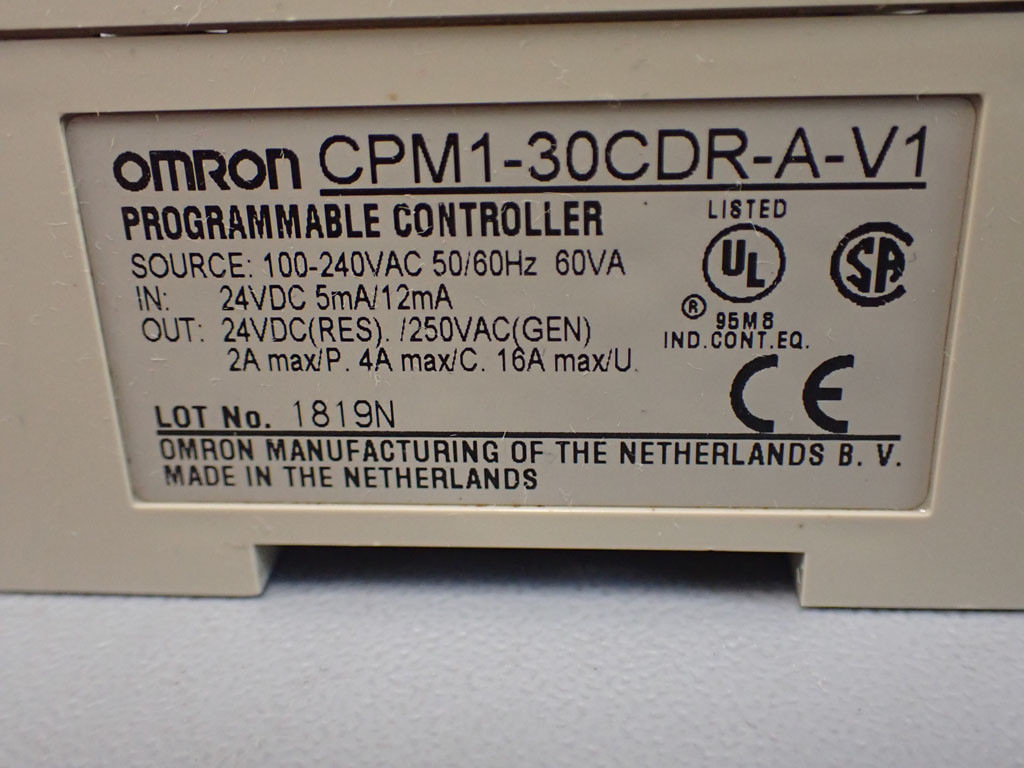 OMRON CPM1-30CDR-A-V1
PROGRAMMABLE CONTROLLER
LISTED
SOURCE: 100-240VAC 50/60Hz 60VA
IN: 24VDC 5mA/12mA
OUT: 24VDC(RES). /250VAC(GEN)
2A max/P. 4A max/C. 16A max/U.
UL
®
95M8
IND.CONT.EQ.
SA
CE
LOT No. 1819N
OMRON MANUFACTURING OF THE NETHERLANDS B. V.
MADE IN THE NETHERLANDS